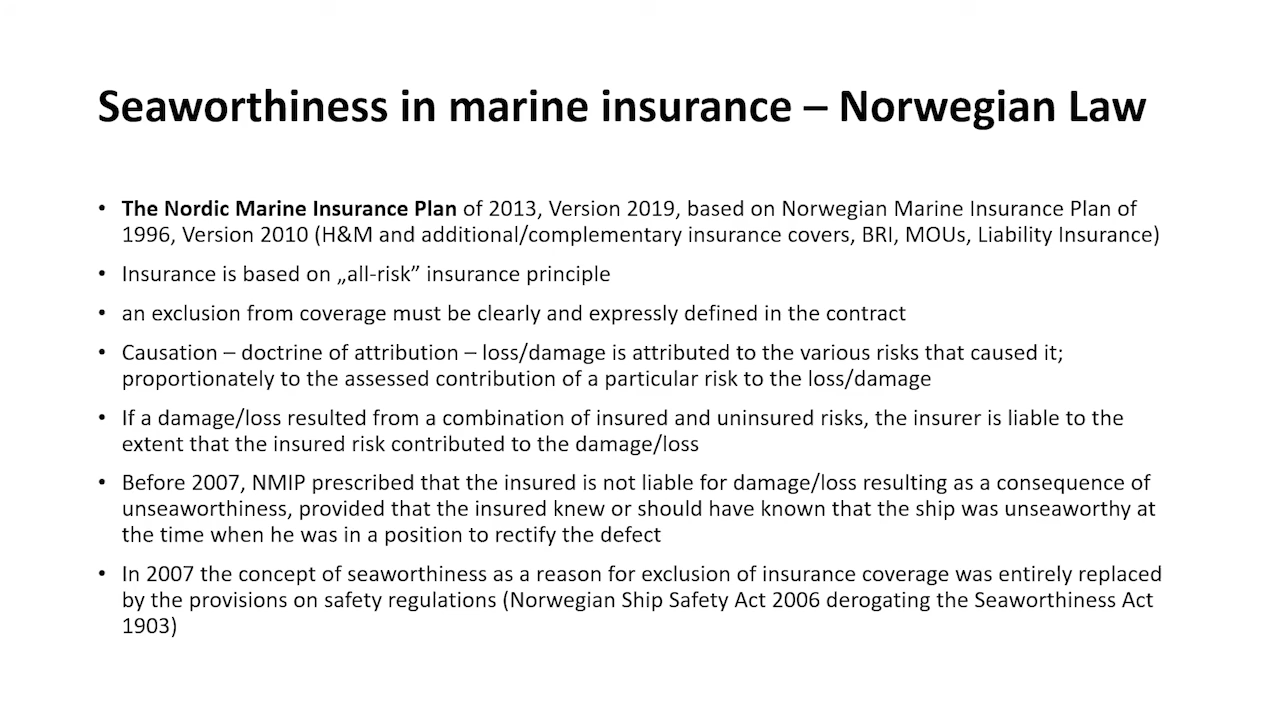 Seaworthiness in marine insurance – Norwegian Law
• The Nordic Marine Insurance Plan of 2013, Version 2019, based on Norwegian Marine Insurance Plan of
1996, Version 2010 (H&M and additional/complementary insurance covers, BRI, MOUs, Liability Insurance)
• Insurance is based on „all-risk” insurance principle
• an exclusion from coverage must be clearly and expressly defined in the contract
• Causation – doctrine of attribution – loss/damage is attributed to the various risks that caused it;
proportionately to the assessed contribution of a particular risk to the loss/damage
• If a damage/loss resulted from a combination of insured and uninsured risks, the insurer is liable to the
extent that the insured risk contributed to the damage/loss
• Before 2007, NMIP prescribed that the insured is not liable for damage/loss resulting as a consequence of
unseaworthiness, provided that the insured knew or should have known that the ship was unseaworthy at
the time when he was in a position to rectify the defect
• In 2007 the concept of seaworthiness as a reason for exclusion of insurance coverage was entirely replaced
by the provisions on safety regulations (Norwegian Ship Safety Act 2006 derogating the Seaworthiness Act
1903)